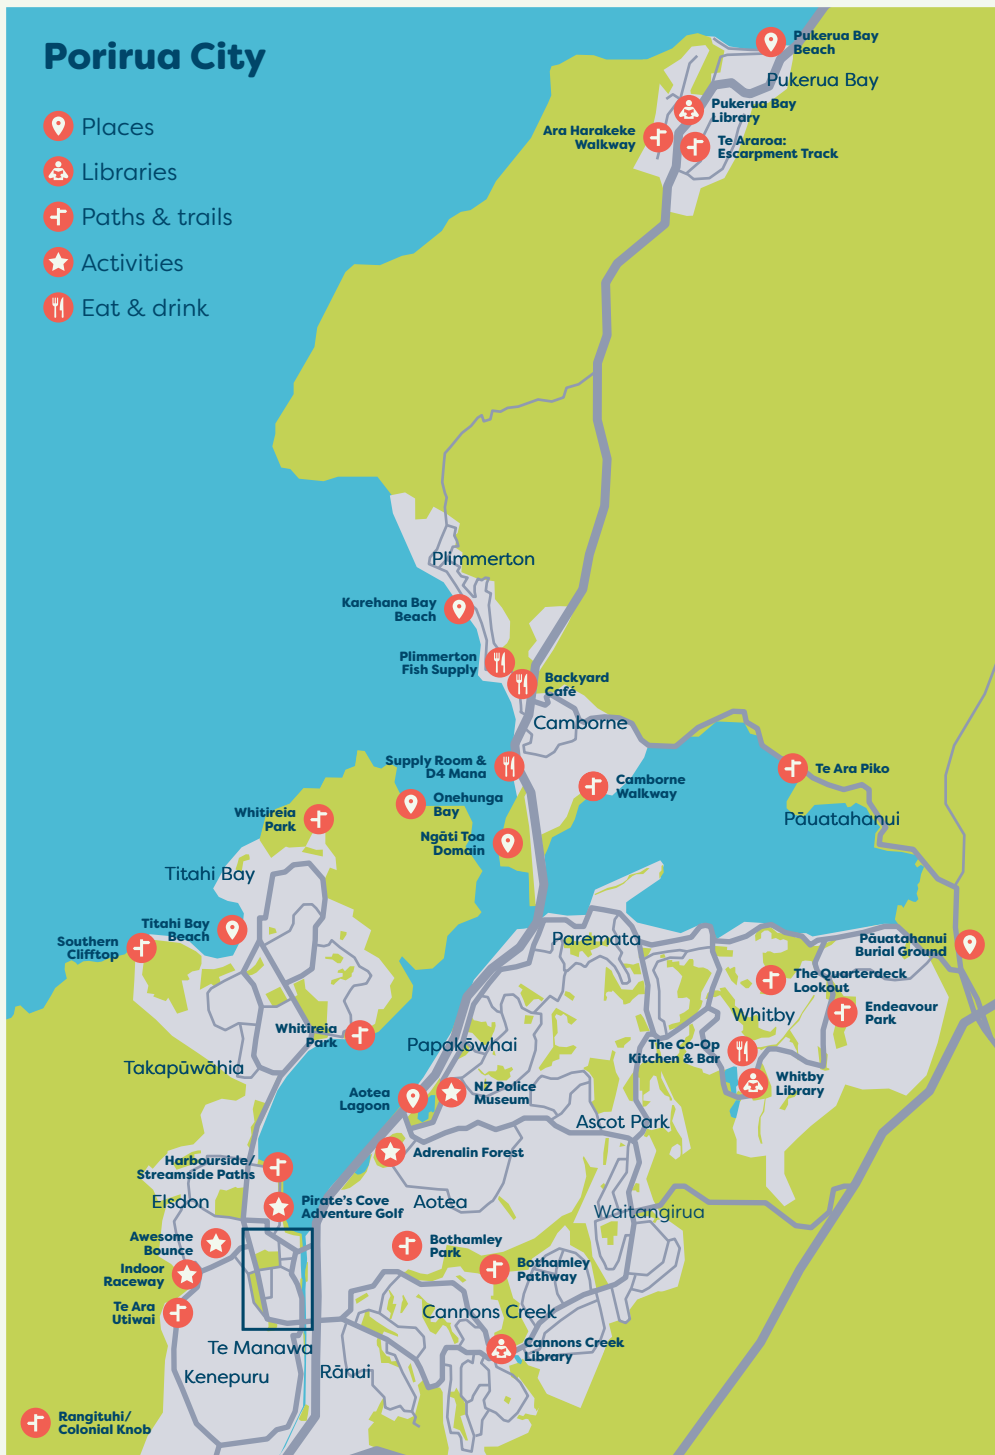 Porirua City
Places
Libraries
Paths & trails
Activities
Eat & drink
Pukerua Bay
Beach
Pukerua Bay
Pukerua Bay
Library
Ara Harakeke
Walkway
Te Araroa:
Escarpment Track
Plimmerton
Karehana Bay
Beach
Plimmerton
Fish Supply
Backyard
Café
Camborne
Supply Room &
D4 Mana
Te Ara Piko
Camborne
Walkway
Onehunga
Bay
Whitireia
Park
Pāuatahanui
Ngāti Toa
Domain
Titahi Bay
Titahi Bay
Beach
Southern
Clifftop
Paremata
Pāuatahanui
Burial Ground
The Quarterdeck
Lookout
Endeavour
Park
Whitby
Whitireia
Park
Papakōwhai
The Co-Op
Kitchen & Bar
Takapūwāhia
Whitby
Library
Aotea
Lagoon
NZ Police
Museum
Ascot Park
Adrenalin Forest
Harbourside/
Streamside Paths
Elsdon
Pirate's Cove
Adventure Golf
Aotea
Waitangirua
Awesome
Bounce
Bothamley
Park
Indoor
Raceway
Bothamley
Pathway
Te Ara
Utiwai
Cannons Creek
Te Manawa
Cannons Creek
Library
Kenepuru
Rānui
Rangituhi/
Colonial Knob